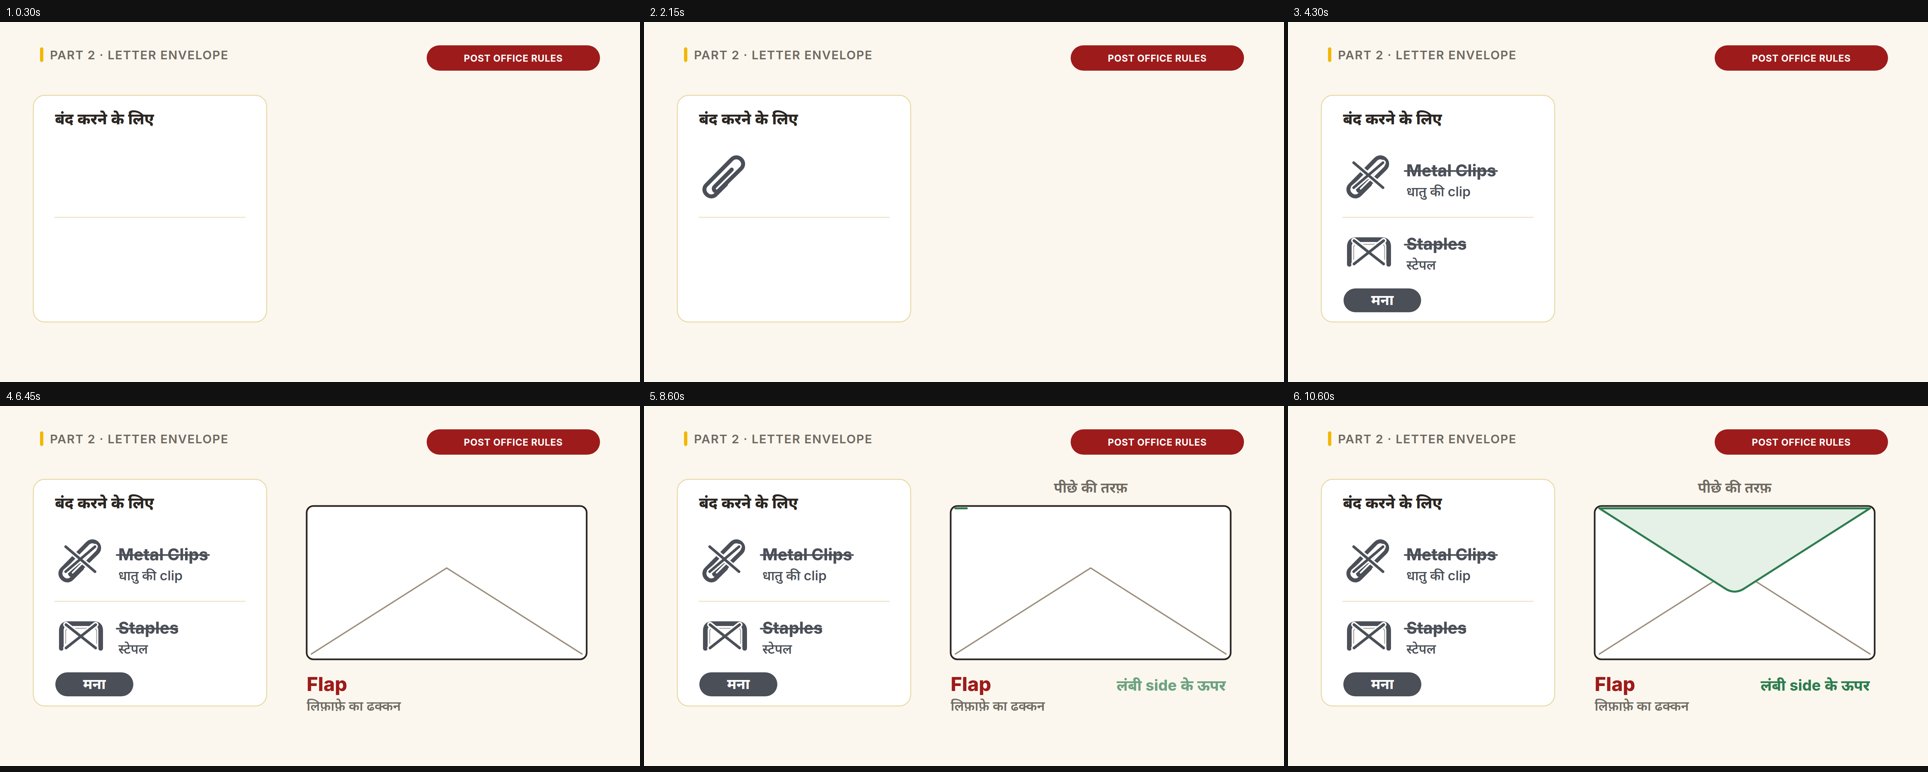 1. 0.30s
PART 2 · LETTER ENVELOPE
POST OFFICE RULES
बंद करने के लिए
2. 2.15s
PART 2 · LETTER ENVELOPE
POST OFFICE RULES
बंद करने के लिए
3. 4.30s
PART 2 · LETTER ENVELOPE
POST OFFICE RULES
बंद करने के लिए
Metal Clips
धातु की clip
Staples
स्टेपल
मना
4. 6.45s
PART 2 · LETTER ENVELOPE
POST OFFICE RULES
बंद करने के लिए
Metal Clips
धातु की clip
Staples
स्टेपल
मना
Flap
लिफ़ाफ़े का ढक्कन
5. 8.60s
PART 2 · LETTER ENVELOPE
POST OFFICE RULES
बंद करने के लिए
Metal Clips
धातु की clip
Staples
स्टेपल
मना
पीछे की तरफ़
Flap
लिफ़ाफ़े का ढक्कन
लंबी side के ऊपर
6. 10.60s
PART 2 · LETTER ENVELOPE
POST OFFICE RULES
बंद करने के लिए
Metal Clips
धातु की clip
Staples
स्टेपल
मना
पीछे की तरफ़
Flap
लिफ़ाफ़े का ढक्कन
लंबी side के ऊपर